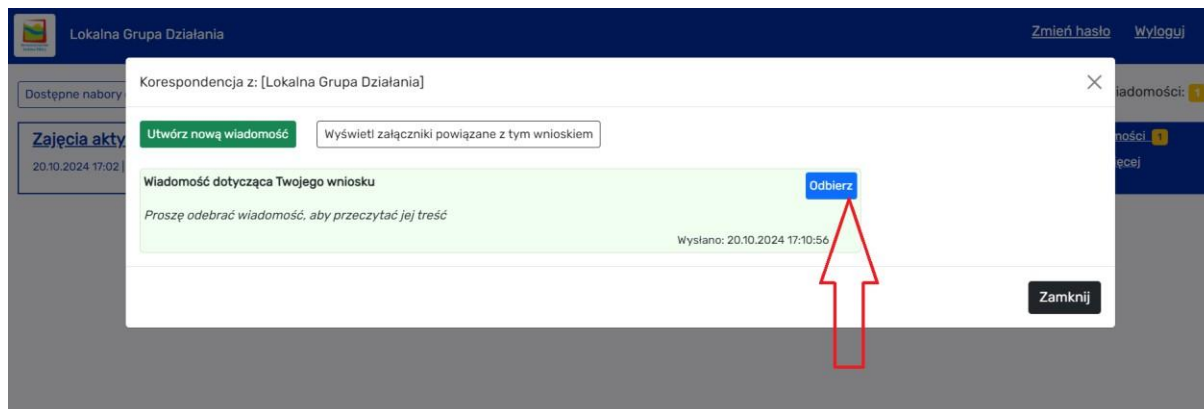 Lokalna Grupa Działania
Zmień hasło Wyloguj
Korespondencja z: [Lokalna Grupa Działania]
Dostępne nabory
iadomości: 1
Utwórz nową wiadomość Wyświetl załączniki powiązane z tym wnioskiem
Zajęcia akty
ności 1
20.10.2024 17:02 |
ęcej
Wiadomość dotycząca Twojego wniosku
Odbierz
Proszę odebrać wiadomość, aby przeczytać jej treść
Wysłano: 20.10.2024 17:10:56
Zamknij